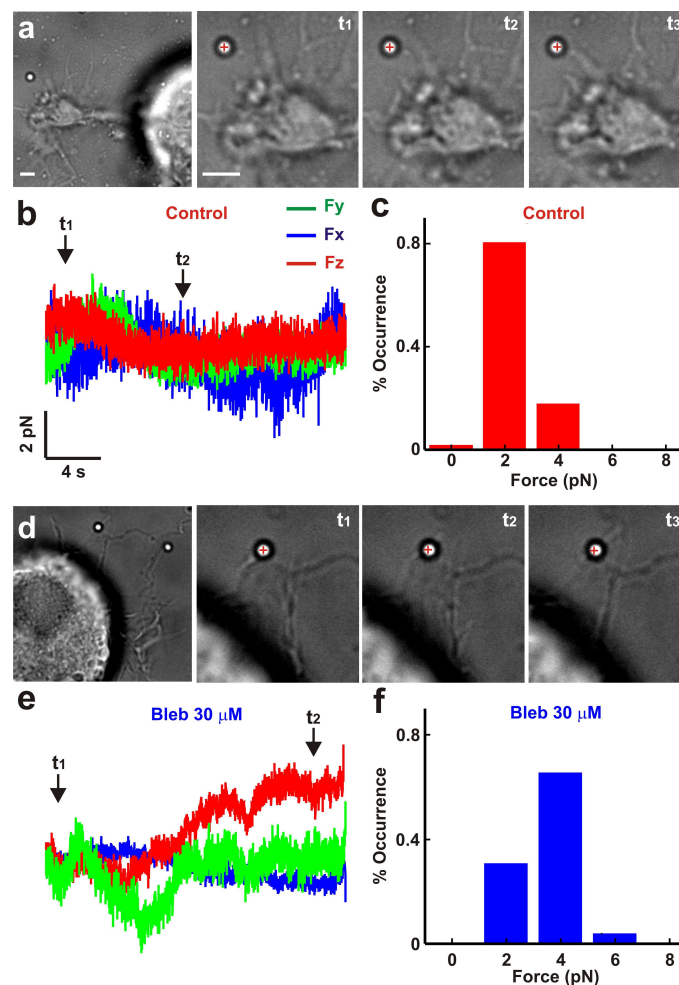 a
t1
t2
t3
b
Control
Fy
Fx
Fz
t1
t2
2 pN
4 s
c
Control
% Occurrence
0.8
0.4
0
0 2 4 6 8
Force (pN)
d
t1
t2
t3
e
Bleb 30 µM
t1
t2
f
Bleb 30 µM
% Occurrence
0.8
0.4
0
0 2 4 6 8
Force (pN)